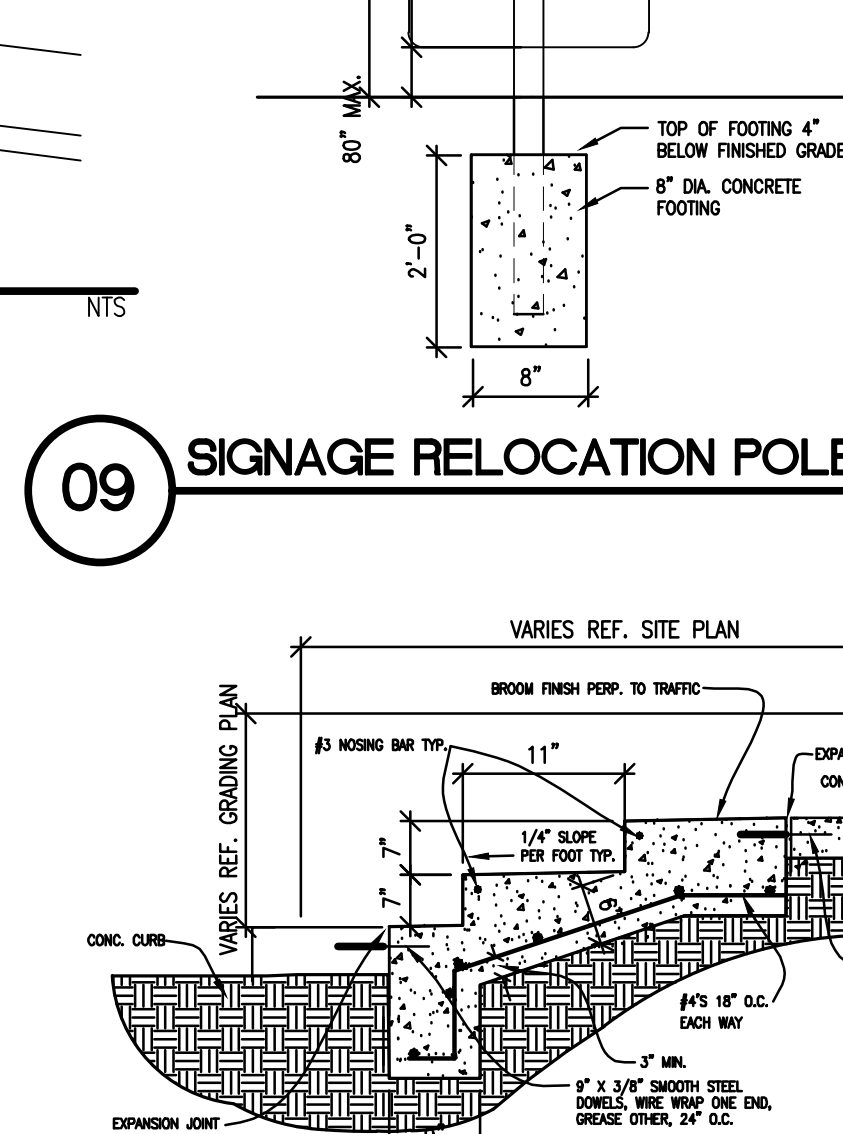 80" MAX.
TOP OF FOOTING 4"
BELOW FINISHED GRADE
8" DIA. CONCRETE
FOOTING
2'-0"
NTS
8"
09
SIGNAGE RELOCATION POLE
VARIES REF. SITE PLAN
VARIES REF. GRADING PLAN
BROOM FINISH PERP. TO TRAFFIC
#3 NOSING BAR TYP.
11"
1/4" SLOPE
PER FOOT TYP.
7"
7"
6"
CONC. CURB
#4'S 18" O.C.
EACH WAY
3" MIN.
9" X 3/8" SMOOTH STEEL
DOWELS, WIRE WRAP ONE END,
GREASE OTHER, 24" O.C.
EXPANSION JOINT